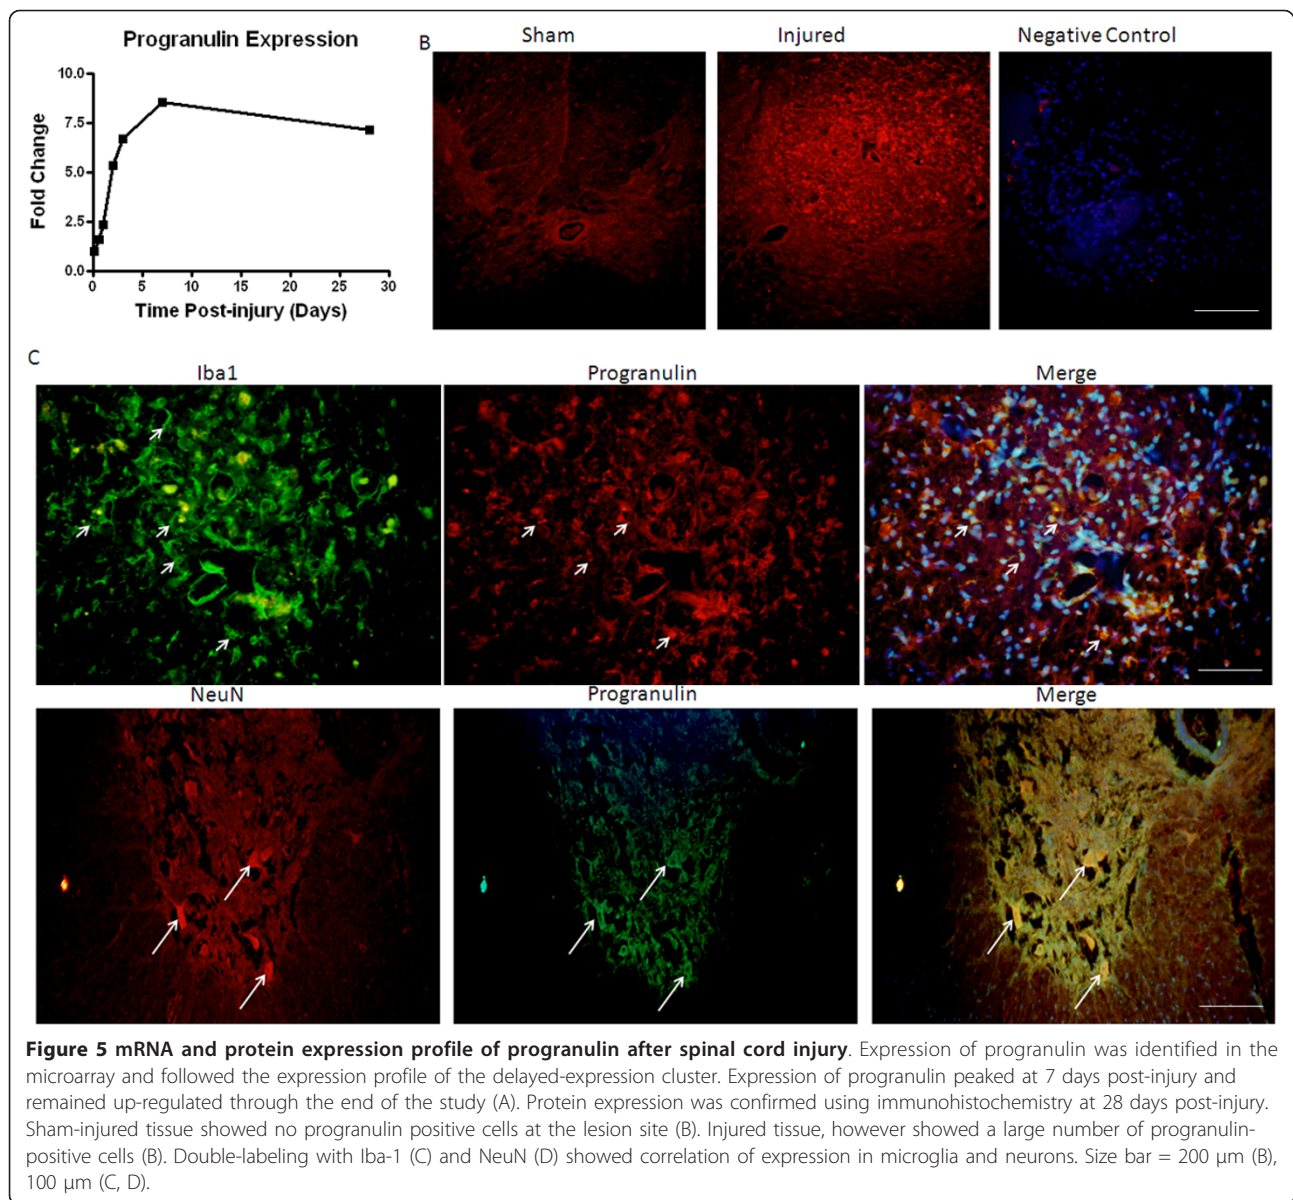 Progranulin Expression
10.0
7.5
5.0
2.5
0.0
Fold Change
0 5 10 15 20 25 30
Time Post-injury (Days)
B
Sham Injured Negative Control
C
Iba1 Progranulin Merge
NeuN Progranulin Merge
Figure 5 mRNA and protein expression profile of progranulin after spinal cord injury. Expression of progranulin was identified in the
microarray and followed the expression profile of the delayed-expression cluster. Expression of progranulin peaked at 7 days post-injury and
remained up-regulated through the end of the study (A). Protein expression was confirmed using immunohistochemistry at 28 days post-injury.
Sham-injured tissue showed no progranulin positive cells at the lesion site (B). Injured tissue, however showed a large number of progranulin-
positive cells (B). Double-labeling with Iba-1 (C) and NeuN (D) showed correlation of expression in microglia and neurons. Size bar = 200 μm (B),
100 μm (C, D).